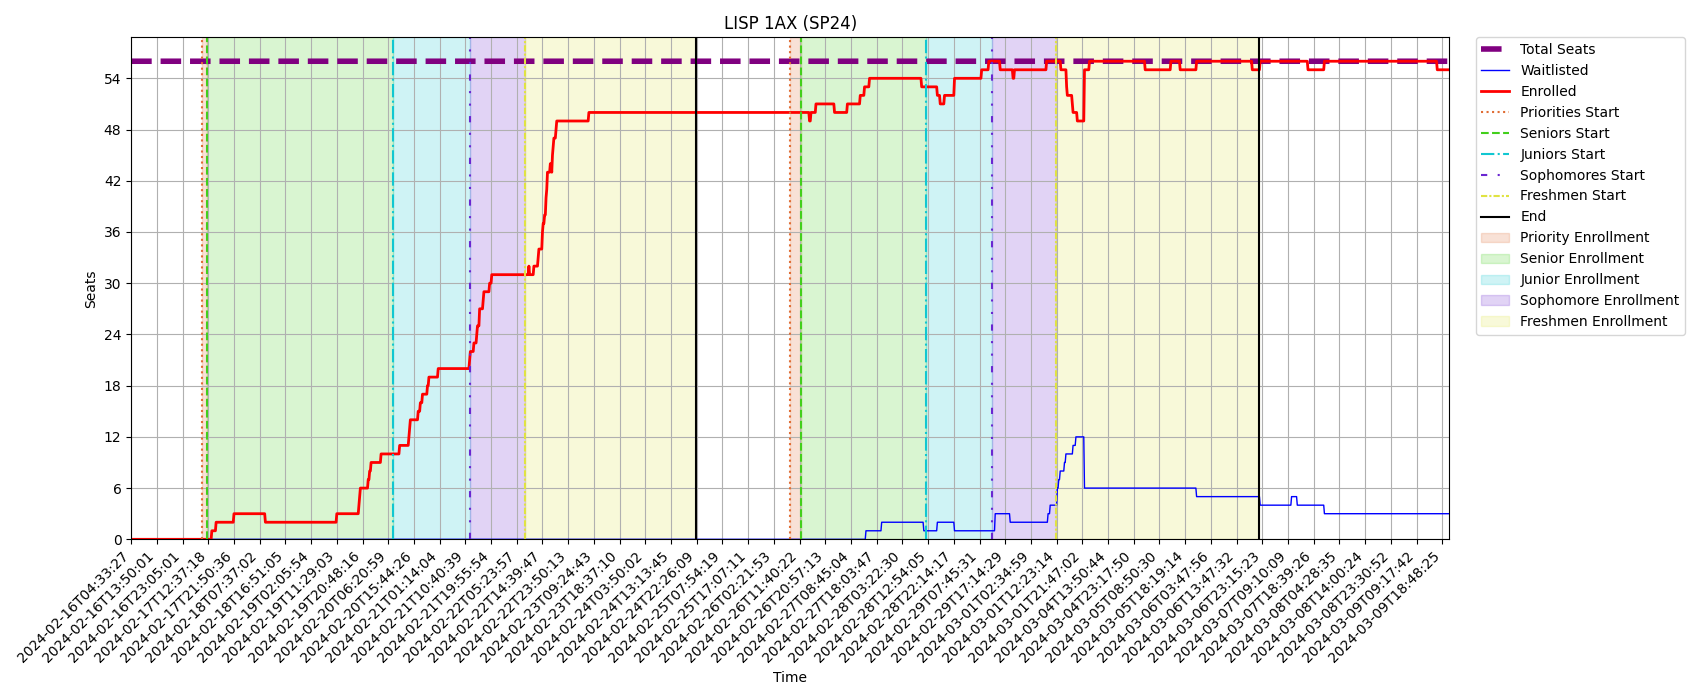 LISP 1AX (SP24)
Seats
54
48
42
36
30
24
18
12
6
0
2024-02-16T04:33:27
2024-02-16T13:50:01
2024-02-16T23:05:01
2024-02-17T12:37:18
2024-02-17T21:50:36
2024-02-18T07:37:02
2024-02-18T16:51:05
2024-02-19T02:05:54
2024-02-19T11:29:03
2024-02-19T20:48:16
2024-02-20T06:20:59
2024-02-20T15:44:26
2024-02-21T01:14:04
2024-02-21T10:40:39
2024-02-21T19:55:54
2024-02-22T05:23:57
2024-02-22T14:39:47
2024-02-22T23:50:13
2024-02-23T09:24:43
2024-02-23T18:37:10
2024-02-24T03:50:02
2024-02-24T13:13:45
2024-02-24T22:26:09
2024-02-25T07:54:19
2024-02-25T17:07:11
2024-02-26T02:21:53
2024-02-26T11:40:22
2024-02-26T20:57:13
2024-02-27T08:45:04
2024-02-27T18:03:47
2024-02-28T03:22:30
2024-02-28T12:54:05
2024-02-28T22:14:17
2024-02-29T07:45:31
2024-02-29T17:14:29
2024-03-01T02:34:59
2024-03-01T12:23:14
2024-03-01T21:47:02
2024-03-04T13:50:44
2024-03-04T23:17:50
2024-03-05T08:50:30
2024-03-05T18:19:14
2024-03-06T03:47:56
2024-03-06T13:47:32
2024-03-06T23:15:23
2024-03-07T09:10:09
2024-03-07T18:39:26
2024-03-08T04:28:35
2024-03-08T14:00:24
2024-03-08T23:30:52
2024-03-09T09:17:42
2024-03-09T18:48:25
Time
Total Seats
Waitlisted
Enrolled
Priorities Start
Seniors Start
Juniors Start
Sophomores Start
Freshmen Start
End
Priority Enrollment
Senior Enrollment
Junior Enrollment
Sophomore Enrollment
Freshmen Enrollment